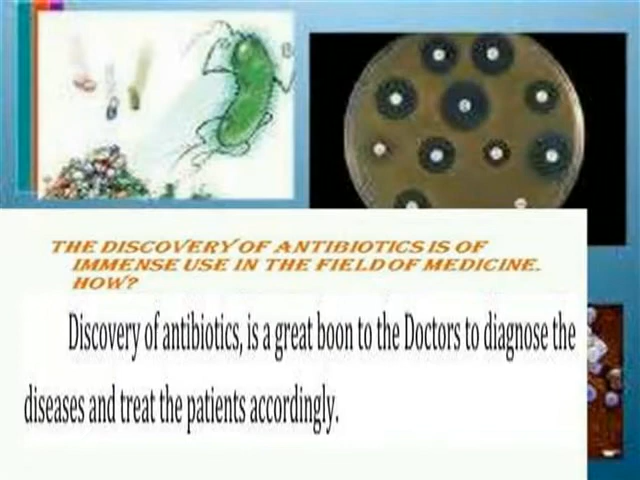 THE DISCOVERY OF ANTIBIOTICS IS OF
IMMENSE USE IN THE FIELD OF MEDICINE.
HOW?
Discovery of antibiotics, is a great boon to the Doctors to diagnose the
diseases and treat the patients accordingly.